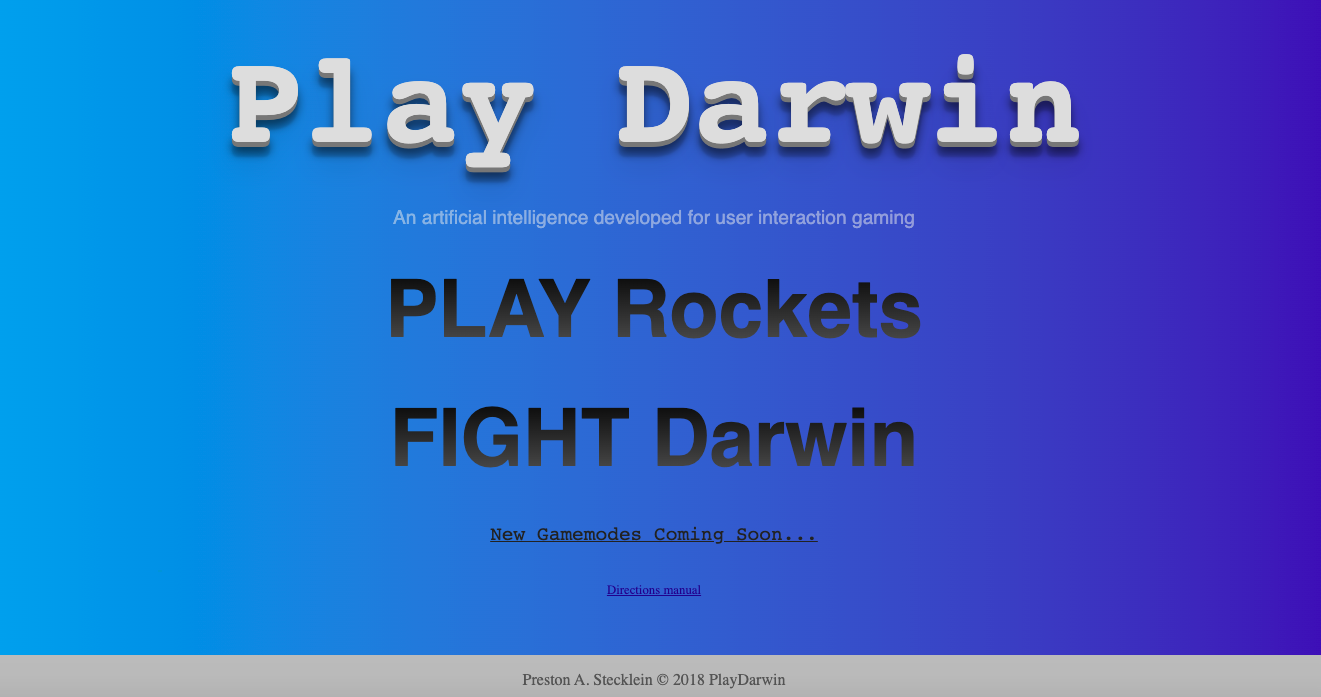 Play Darwin
An artificial intelligence developed for user interaction gaming
PLAY Rockets
FIGHT Darwin
New Gamemodes Coming Soon...
Directions manual
Preston A. Stecklein © 2018 PlayDarwin